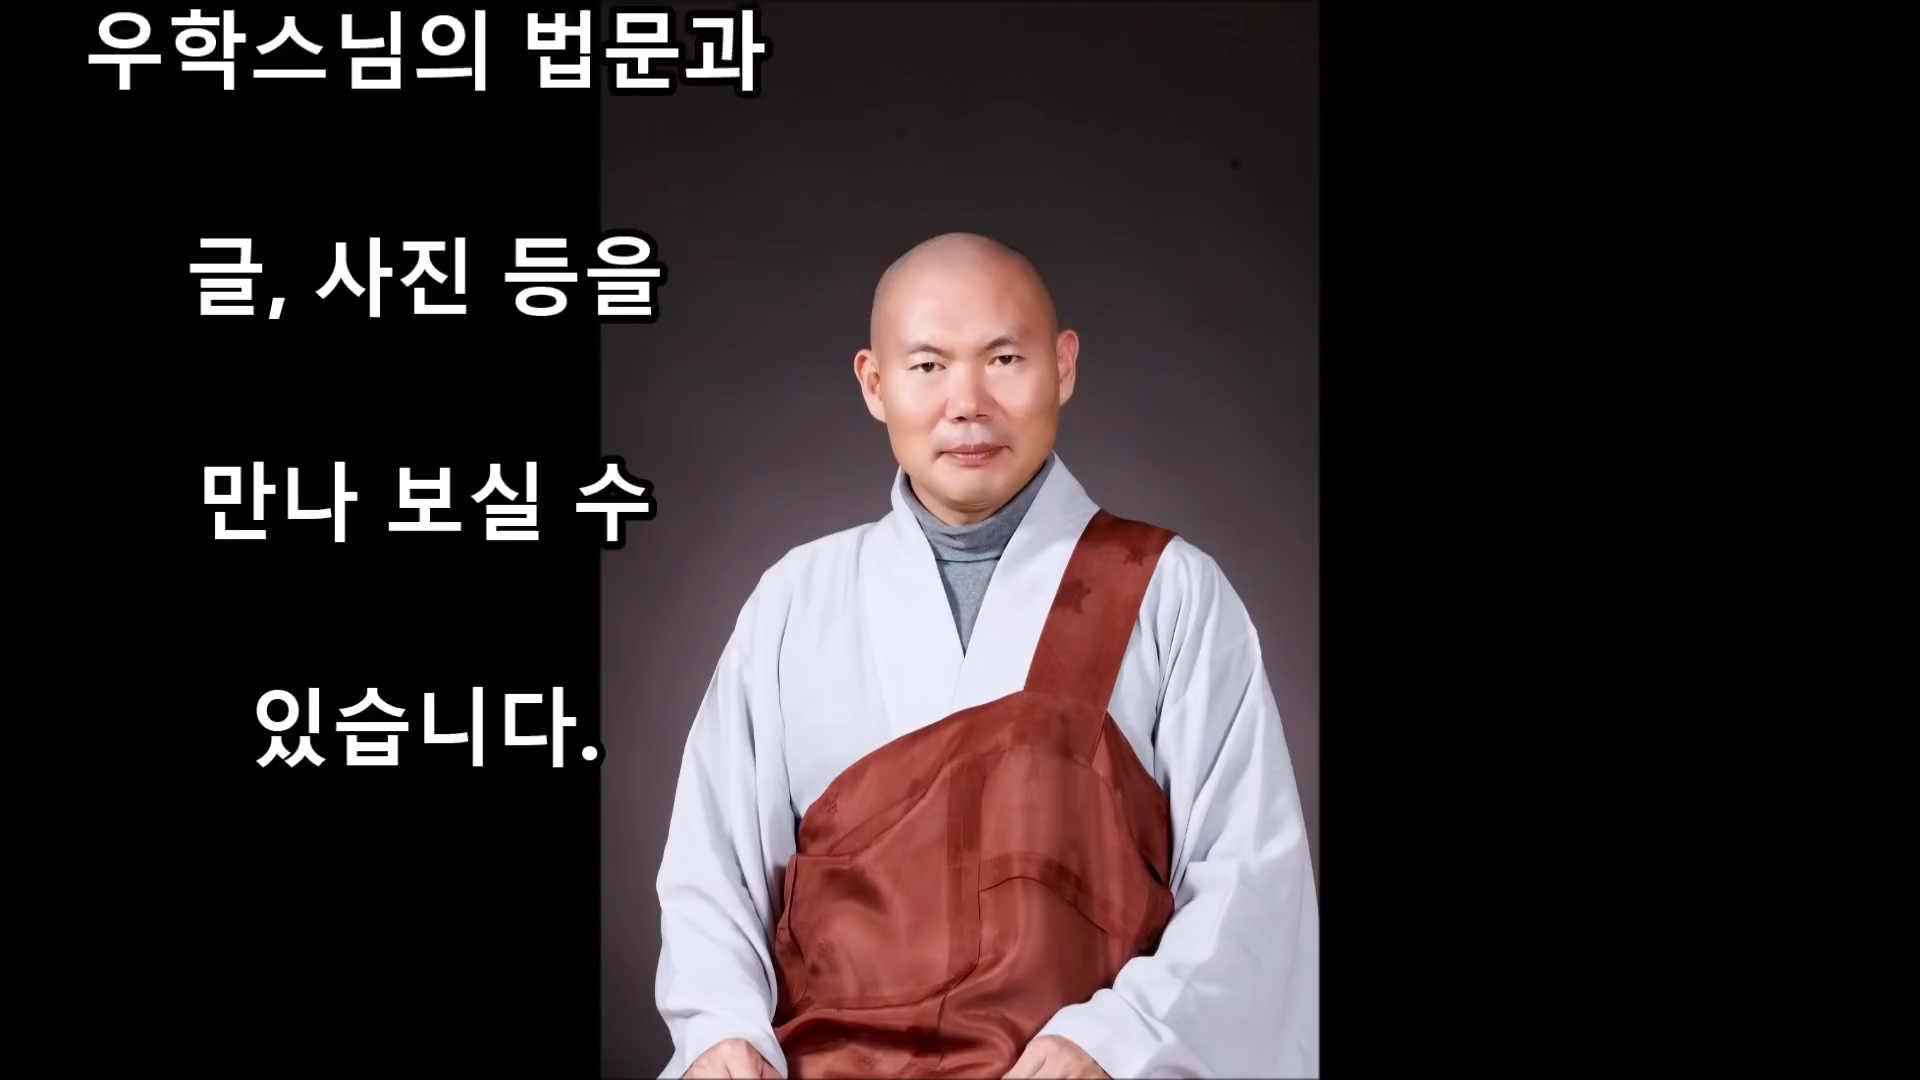 우학스님의 법문과
글, 사진 등을
만나 보실 수
있습니다.